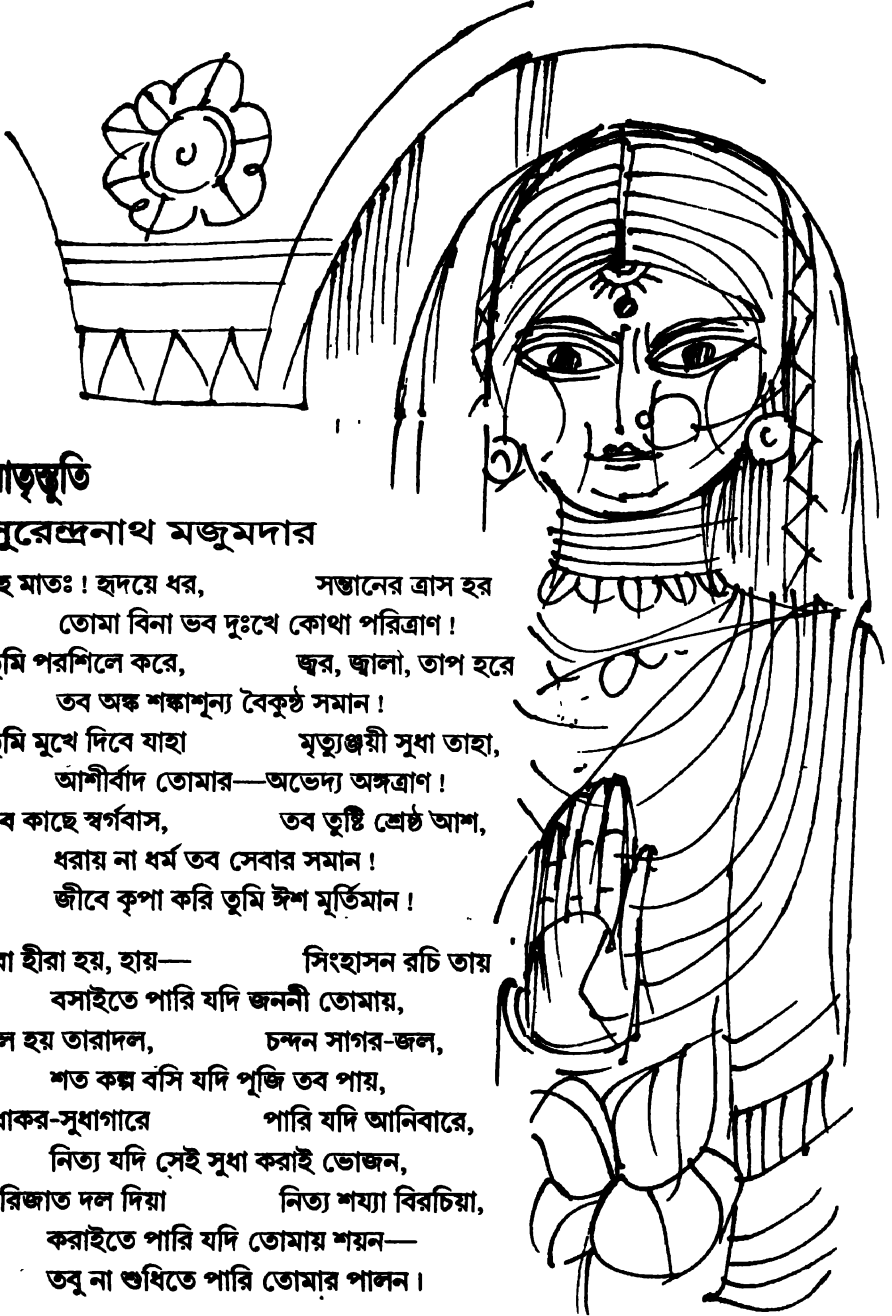 মাতৃস্তুতি
সুরেন্দ্রনাথ মজুমদার
হে মাতঃ ! হৃদয়ে ধর, সন্তানের ত্রাস হর
তোমা বিনা ভব দুঃখে কোথা পরিত্রাণ !
তুমি পরশিলে করে, জ্বর, জ্বালা, তাপ হরে
তব অঙ্ক শঙ্কাশূন্য বৈকুণ্ঠ সমান !
তুমি মুখে দিবে যাহা মৃত্যুঞ্জয়ী সুধা তাহা,
আশীর্বাদ তোমার—অভেদ্য অঙ্গত্রাণ !
তব কাছে স্বর্গবাস, তব তুষ্টি শ্রেষ্ঠ আশ,
ধরায় না ধর্ম তব সেবার সমান !
জীবে কৃপা করি তুমি ঈশ মূর্তিমান !
হীরা হয়, হায়— সিংহাসন রচি তায়
বসাইতে পারি যদি জননী তোমায়,
হয় তারাদল, চন্দন সাগর-জল,
শত কল্প বসি যদি পূজি তব পায়,
সুধাকর-সুধাগারে পারি যদি আনিবারে,
নিত্য যদি সেই সুধা করাই ভোজন,
পারিজাত দল দিয়া নিত্য শয্যা বিরচিয়া,
করাইতে পারি যদি তোমায় শয়ন—
তবু না শুধিতে পারি তোমার পালন।